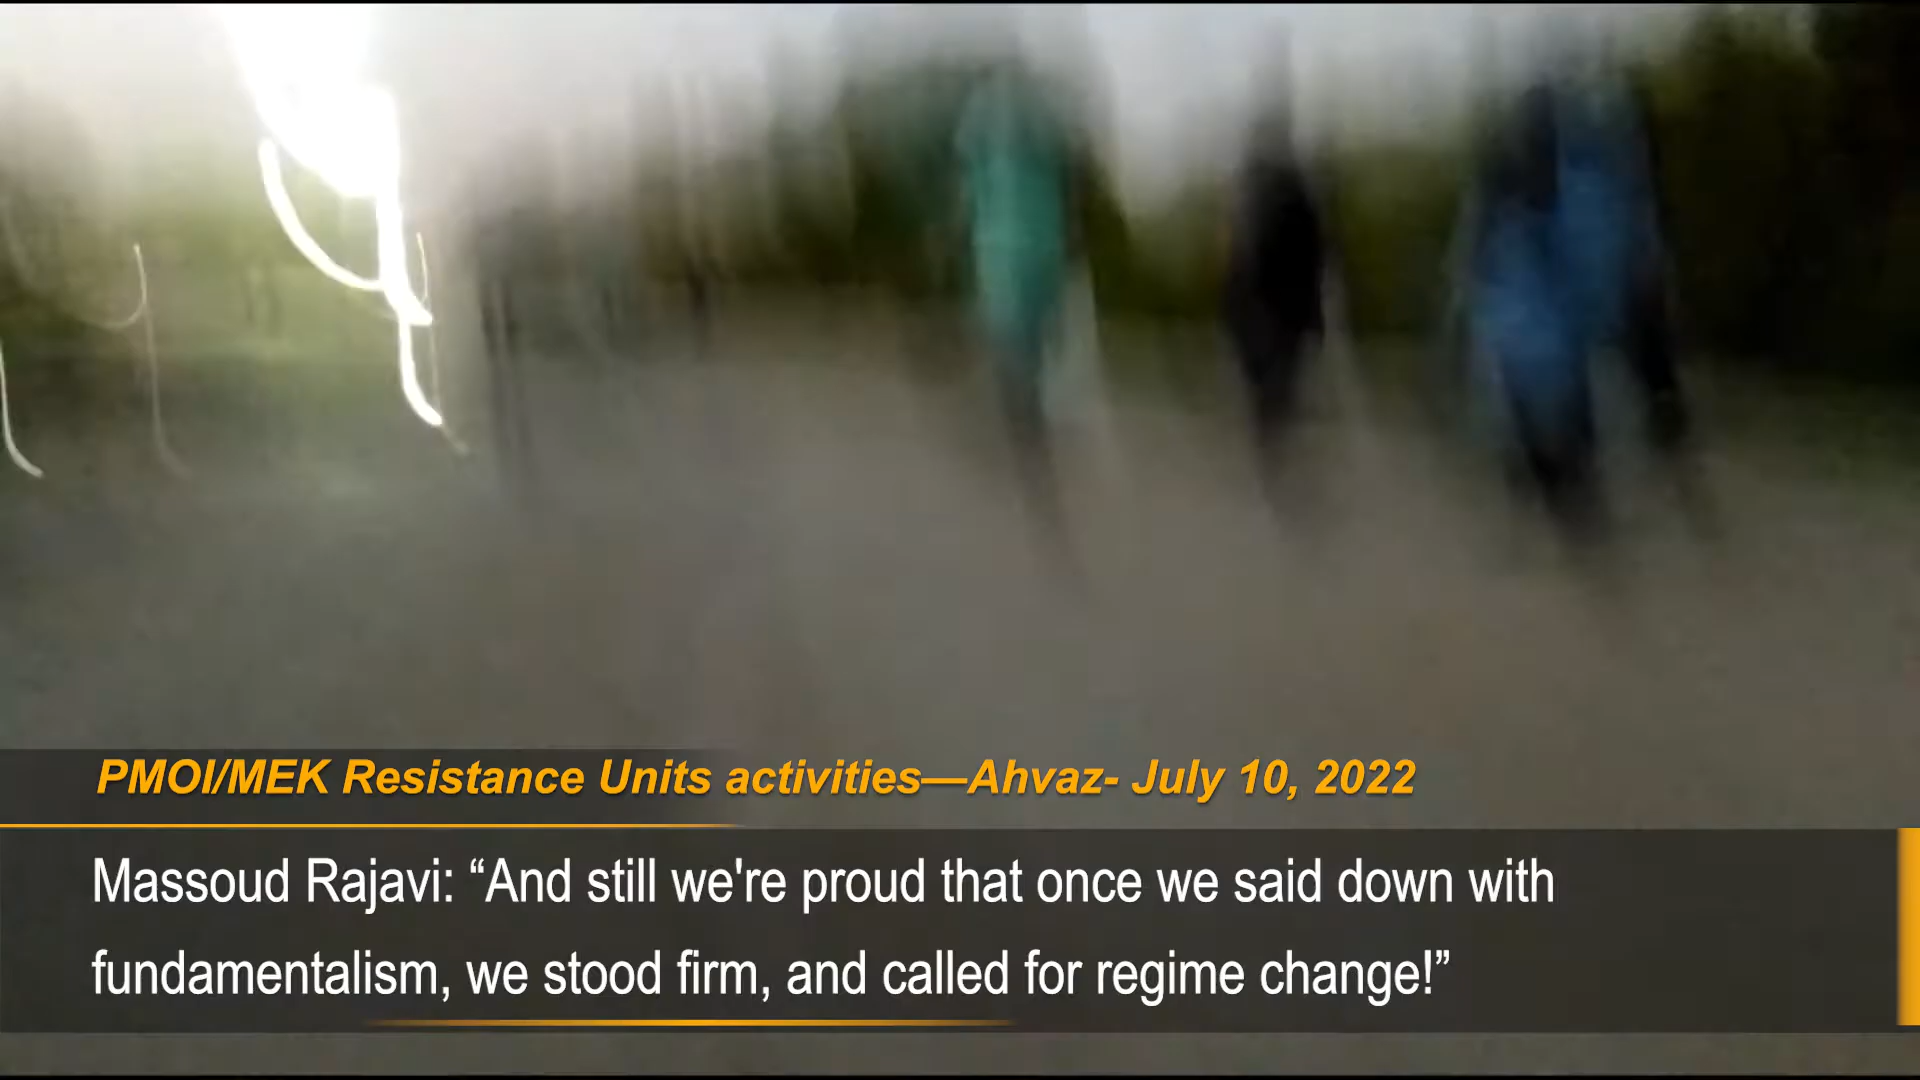 PMOI/MEK Resistance Units activities—Ahvaz- July 10, 2022
Massoud Rajavi: “And still we're proud that once we said down with
fundamentalism, we stood firm, and called for regime change!”